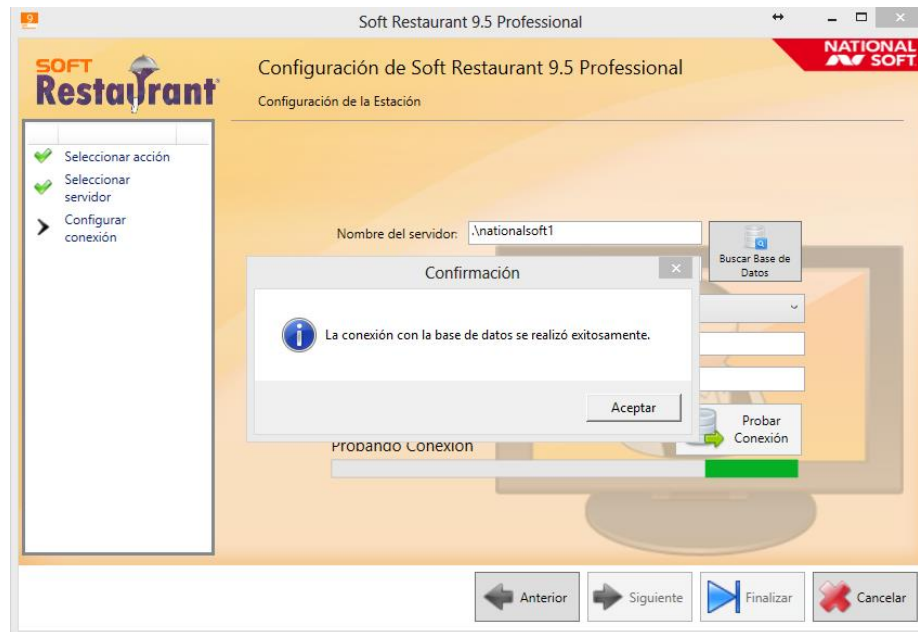 9
Soft Restaurant 9.5 Professional
NATIONAL
SOFT
SOFT
Restaurant
Configuración de Soft Restaurant 9.5 Professional
Configuración de la Estación
Seleccionar acción
Seleccionar
servidor
Configurar
conexión
Nombre del servidor:
.\nationalsoft1
Buscar Base de
Datos
Confirmación
La conexión con la base de datos se realizó exitosamente.
Aceptar
Probar
Conexión
Probando Conexión
Anterior
Siguiente
Finalizar
Cancelar